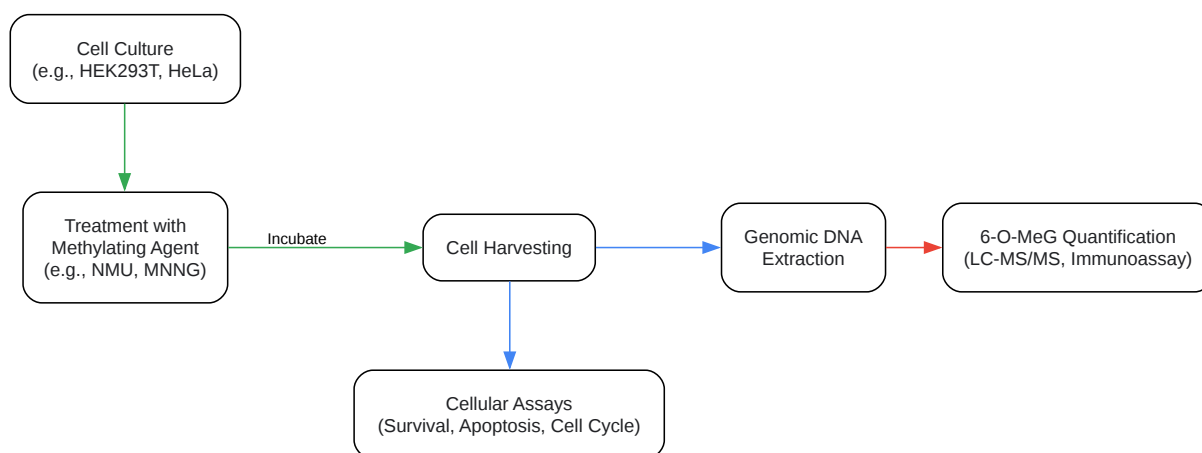 Cell Culture
(e.g., HEK293T, HeLa)
Treatment with
Methylating Agent
(e.g., NMU, MNNG)
Incubate
Cell Harvesting
Genomic DNA
Extraction
6-O-MeG Quantification
(LC-MS/MS, Immunoassay)
Cellular Assays
(Survival, Apoptosis, Cell Cycle)